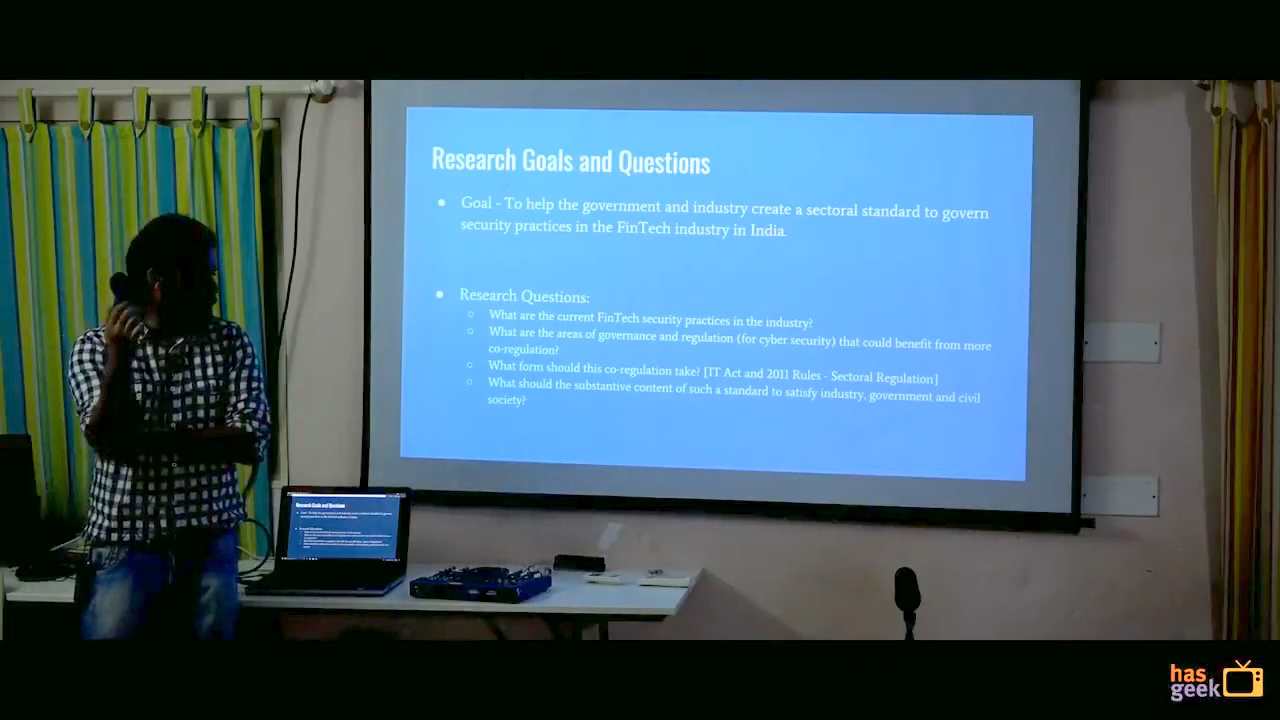 Research Goals and Questions
● Goal - To help the government and industry create a sectoral standard to govern
security practices in the FinTech industry in India.
● Research Questions:
○ What are the current FinTech security practices in the industry?
○ What are the areas of governance and regulation (for cyber security) that could benefit from more
co-regulation?
○ What form should this co-regulation take? [IT Act and 2011 Rules - Sectoral Regulation]
○ What should the substantive content of such a standard to satisfy industry, government and civil
society?
Research Goals and Questions
has
geek